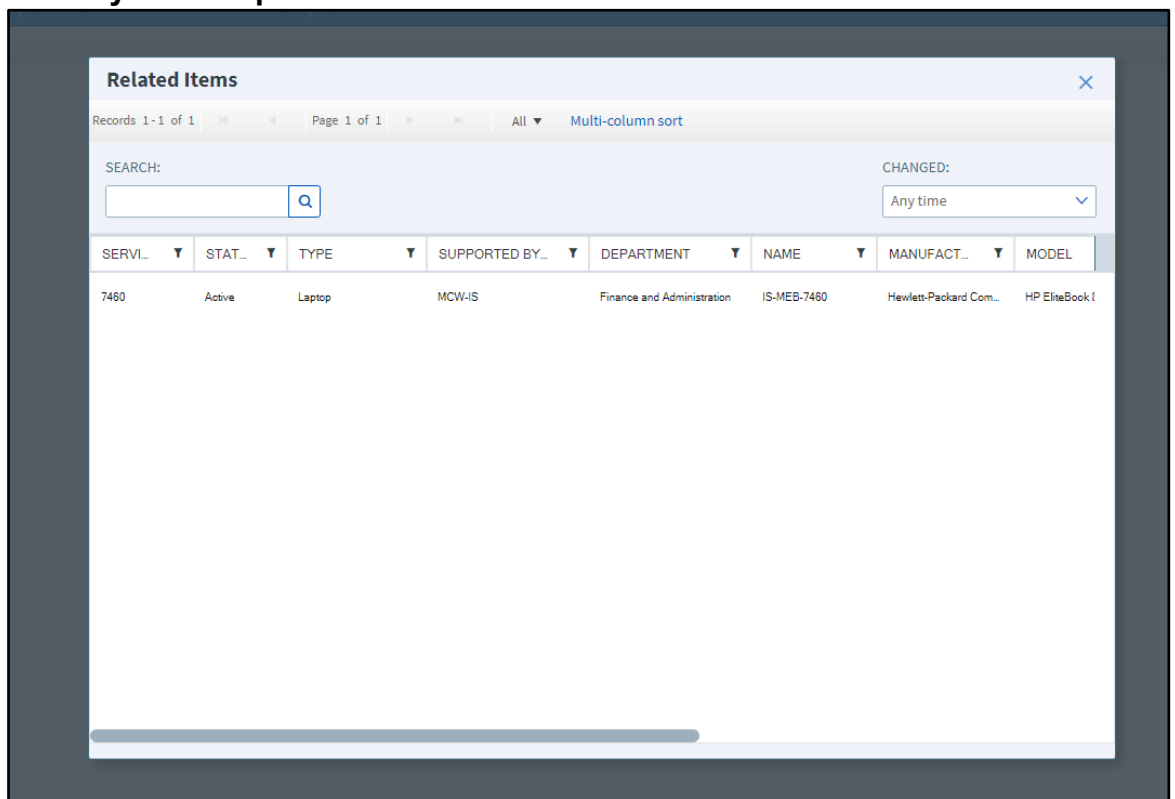 Related Items
Records 1-1 of 1 Page 1 of 1 All Multi-column sort
SEARCH: CHANGED:
Any time
SERVI... STAT... TYPE SUPPORTED BY... DEPARTMENT NAME MANUFACT... MODEL
7460 Active Laptop MCW-IS Finance and Administration IS-MEB-7460 Hewlett-Packard Com... HP EliteBook